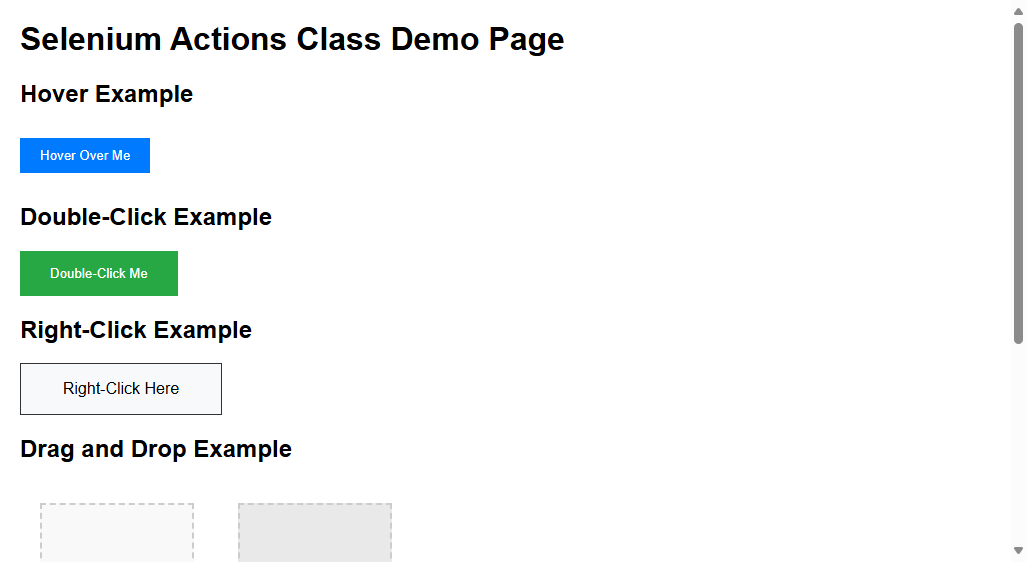 Selenium Actions Class Demo Page
Hover Example
Hover Over Me
Double-Click Example
Double-Click Me
Right-Click Example
Right-Click Here
Drag and Drop Example